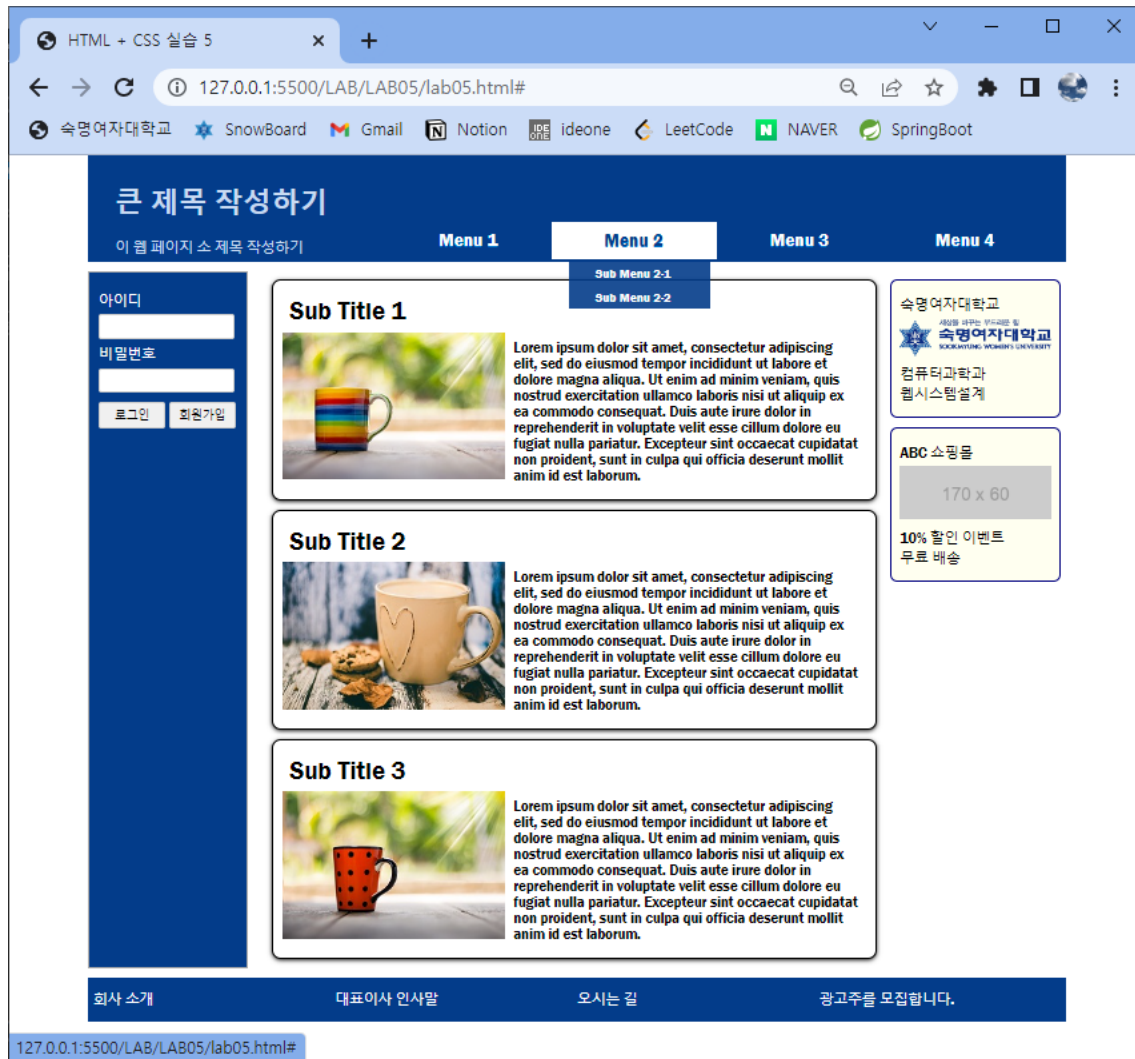 HTML + CSS 실습 5
127.0.0.1:5500/LAB/LAB05/lab05.html#
숙명여자대학교 SnowBoard Gmail Notion ideone LeetCode NAVER SpringBoot
큰 제목 작성하기
이 웹 페이지 소 제목 작성하기
Menu 1 Menu 2 Menu 3 Menu 4
Sub Menu 2-1
Sub Menu 2-2
아이디
비밀번호
로그인 회원가입
Sub Title 1
Lorem ipsum dolor sit amet, consectetur adipiscing
elit, sed do eiusmod tempor incididunt ut labore et
dolore magna aliqua. Ut enim ad minim veniam, quis
nostrud exercitation ullamco laboris nisi ut aliquip ex
ea commodo consequat. Duis aute irure dolor in
reprehenderit in voluptate velit esse cillum dolore eu
fugiat nulla pariatur. Excepteur sint occaecat cupidatat
non proident, sunt in culpa qui officia deserunt mollit
anim id est laborum.
Sub Title 2
Lorem ipsum dolor sit amet, consectetur adipiscing
elit, sed do eiusmod tempor incididunt ut labore et
dolore magna aliqua. Ut enim ad minim veniam, quis
nostrud exercitation ullamco laboris nisi ut aliquip ex
ea commodo consequat. Duis aute irure dolor in
reprehenderit in voluptate velit esse cillum dolore eu
fugiat nulla pariatur. Excepteur sint occaecat cupidatat
non proident, sunt in culpa qui officia deserunt mollit
anim id est laborum.
Sub Title 3
Lorem ipsum dolor sit amet, consectetur adipiscing
elit, sed do eiusmod tempor incididunt ut labore et
dolore magna aliqua. Ut enim ad minim veniam, quis
nostrud exercitation ullamco laboris nisi ut aliquip ex
ea commodo consequat. Duis aute irure dolor in
reprehenderit in voluptate velit esse cillum dolore eu
fugiat nulla pariatur. Excepteur sint occaecat cupidatat
non proident, sunt in culpa qui officia deserunt mollit
anim id est laborum.
숙명여자대학교
세상을 바꾸는 부드러운 힘
숙명여자대학교
SOOKMYUNG WOMEN'S UNIVERSITY
컴퓨터과학과
웹시스템설계
ABC 쇼핑몰
170 x 60
10% 할인 이벤트
무료 배송
회사 소개 대표이사 인사말 오시는 길 광고주를 모집합니다.
127.0.0.1:5500/LAB/LAB05/lab05.html#